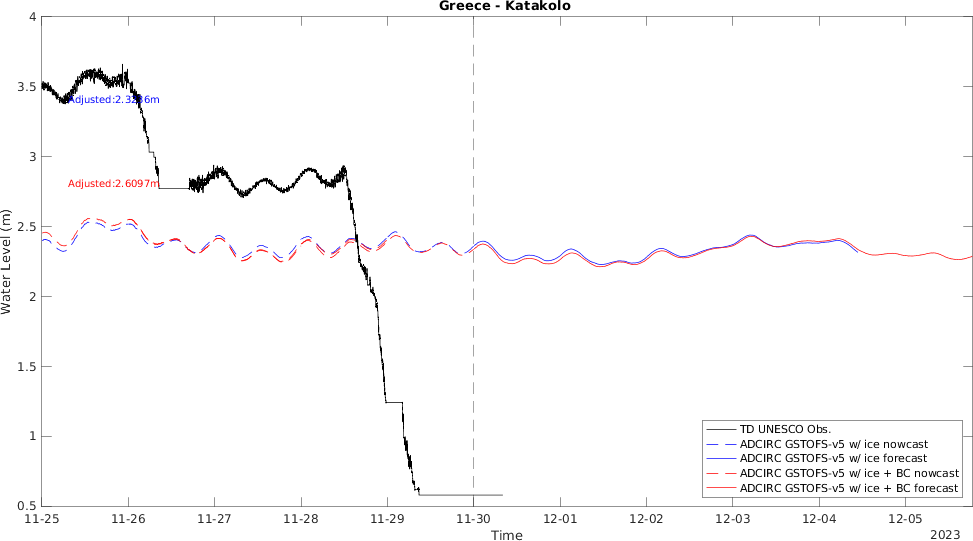 Greece - Katakolo
4
3.5
3
2.5
2
1.5
1
0.5
Water Level (m)
Adjusted:2.3236m
Adjusted:2.6097m
TD UNESCO Obs.
ADCIRC GSTOFS-v5 w/ ice nowcast
ADCIRC GSTOFS-v5 w/ ice forecast
ADCIRC GSTOFS-v5 w/ ice + BC nowcast
ADCIRC GSTOFS-v5 w/ ice + BC forecast
11-25 11-26 11-27 11-28 11-29 11-30 12-01 12-02 12-03 12-04 12-05
Time
2023